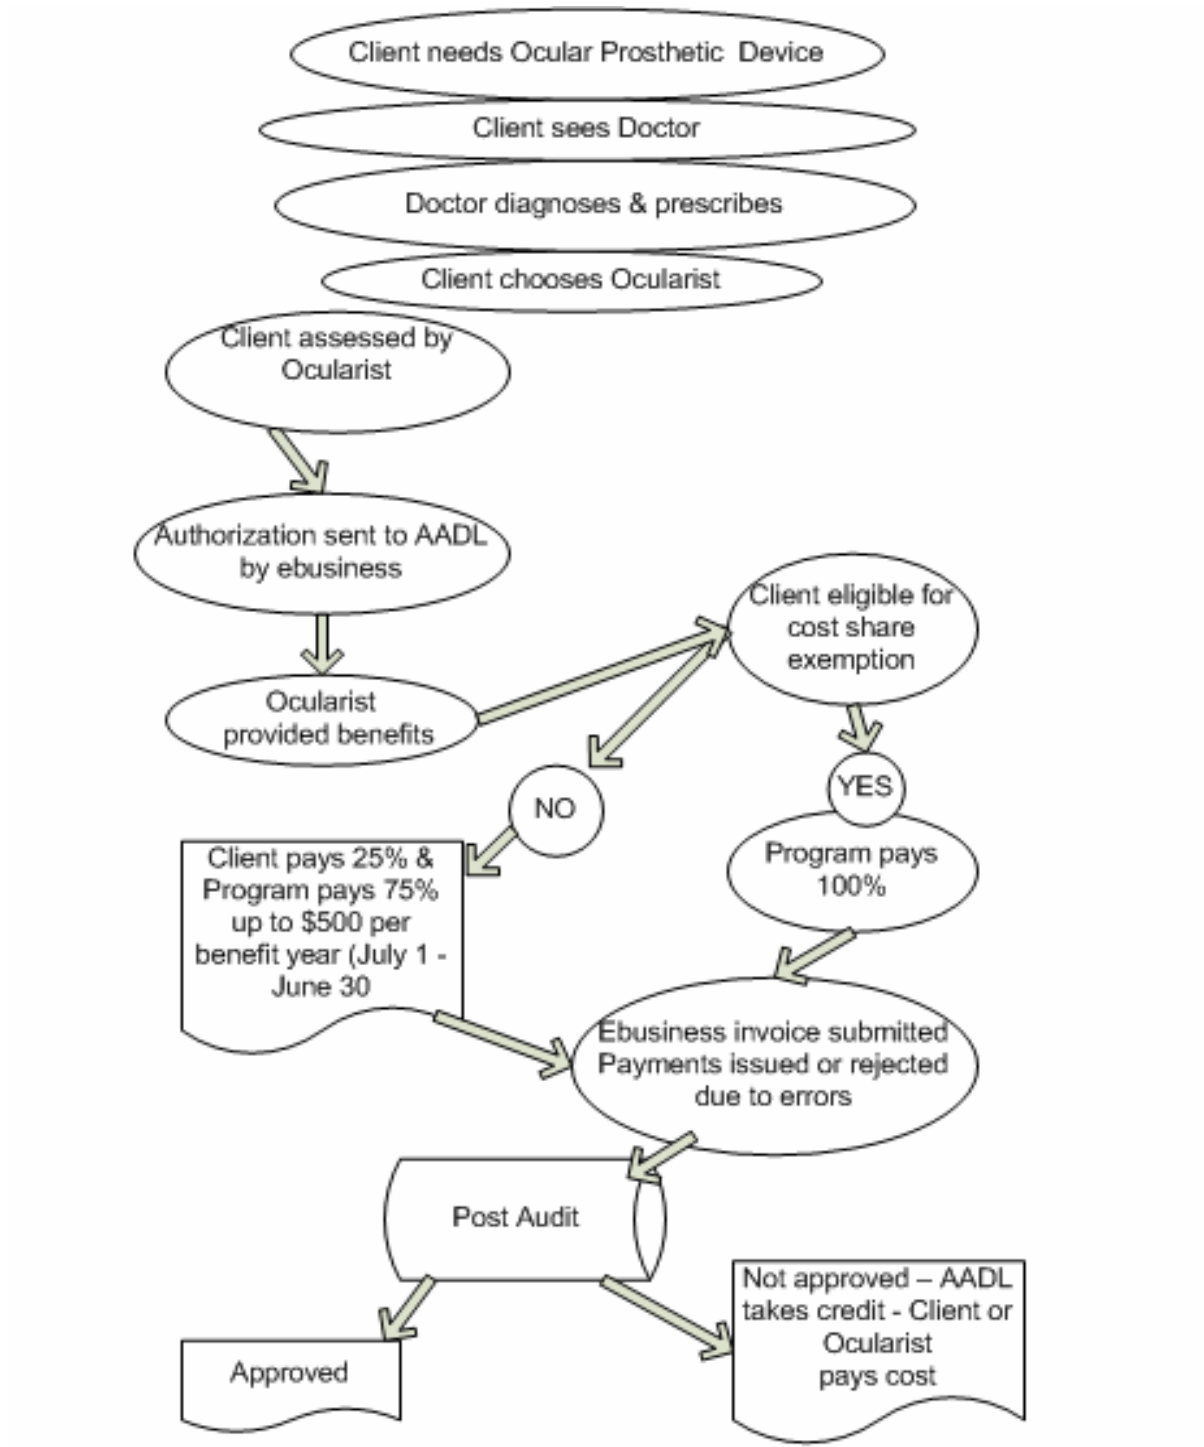 Client needs Ocular Prosthetic Device
Client sees Doctor
Doctor diagnoses & prescribes
Client chooses Ocularist
Client assessed by
Ocularist
Authorization sent to AADL
by ebusiness
Ocularist
provided benefits
Client eligible for
cost share
exemption
NO
YES
Client pays 25% &
Program pays 75%
up to $500 per
benefit year (July 1 -
June 30
Program pays
100%
Ebusiness invoice submitted
Payments issued or rejected
due to errors
Post Audit
Approved
Not approved – AADL
takes credit - Client or
Ocularist
pays cost